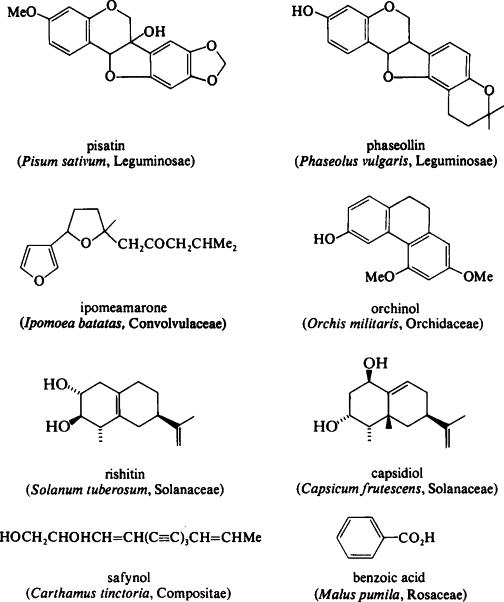 MeO
O
OH
O
O
O
pisatin
(Pisum sativum, Leguminosae)
HO
O
O
O
phaseollin
(Phaseolus vulgaris, Leguminosae)
O
O
CH₂COCH₂CHMe₂
ipomeamarone
(Ipomoea batatas, Convolvulaceae)
HO
MeO
OMe
orchinol
(Orchis militaris, Orchidaceae)
HO
HO
rishitin
(Solanum tuberosum, Solanaceae)
OH
HO
capsidiol
(Capsicum frutescens, Solanaceae)
HOCH₂CHOHCH=CH(C≡C)₃CH=CHMe
safynol
(Carthamus tinctoria, Compositae)
CO₂H
benzoic acid
(Malus pumila, Rosaceae)